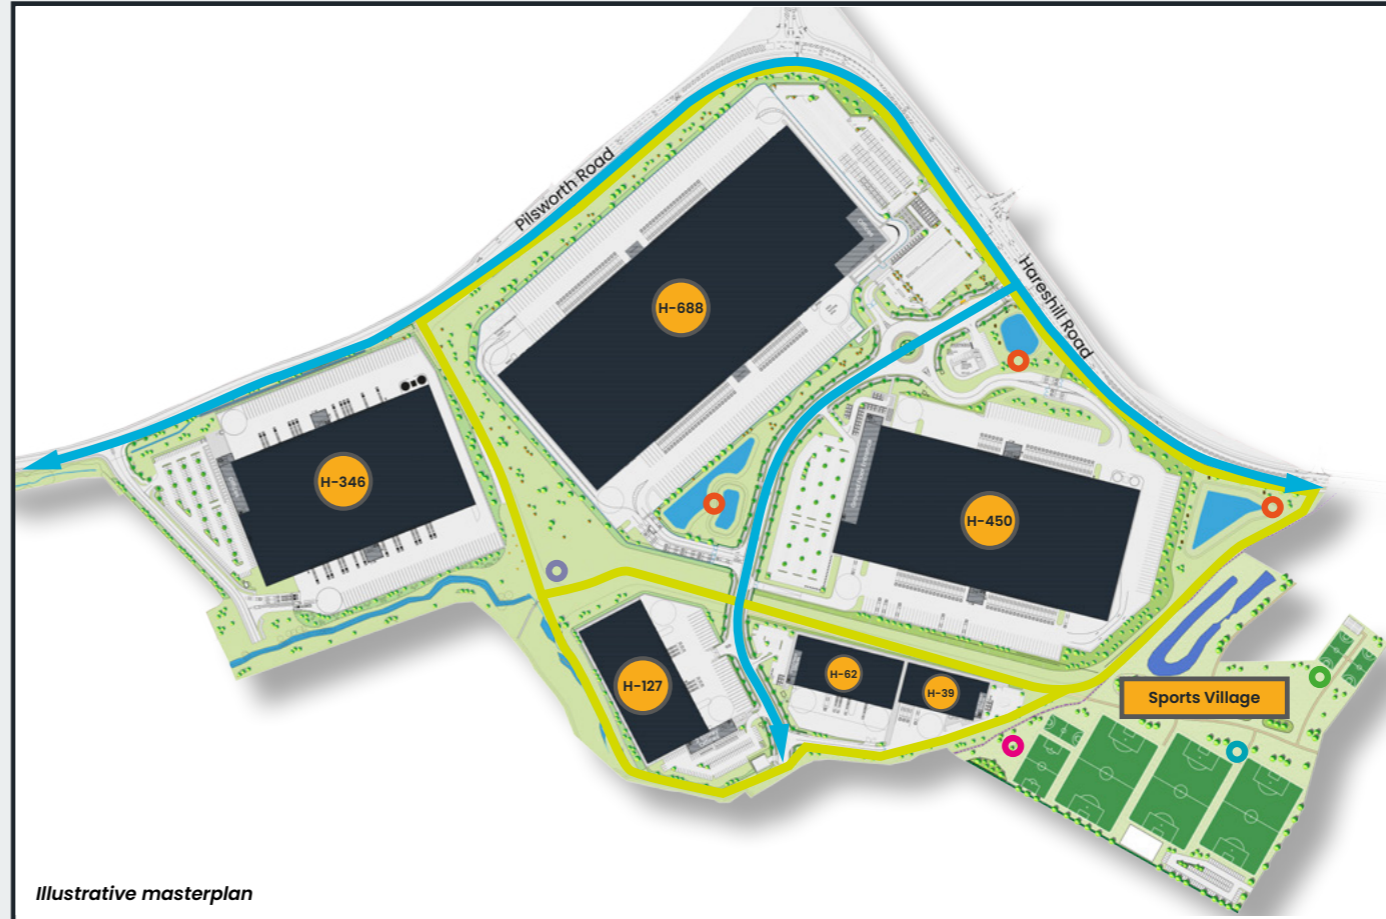 Pilsworth Road
H-688
Hareshill Road
H-346
H-450
H-127
H-62
H-39
Sports Village
Illustrative masterplan